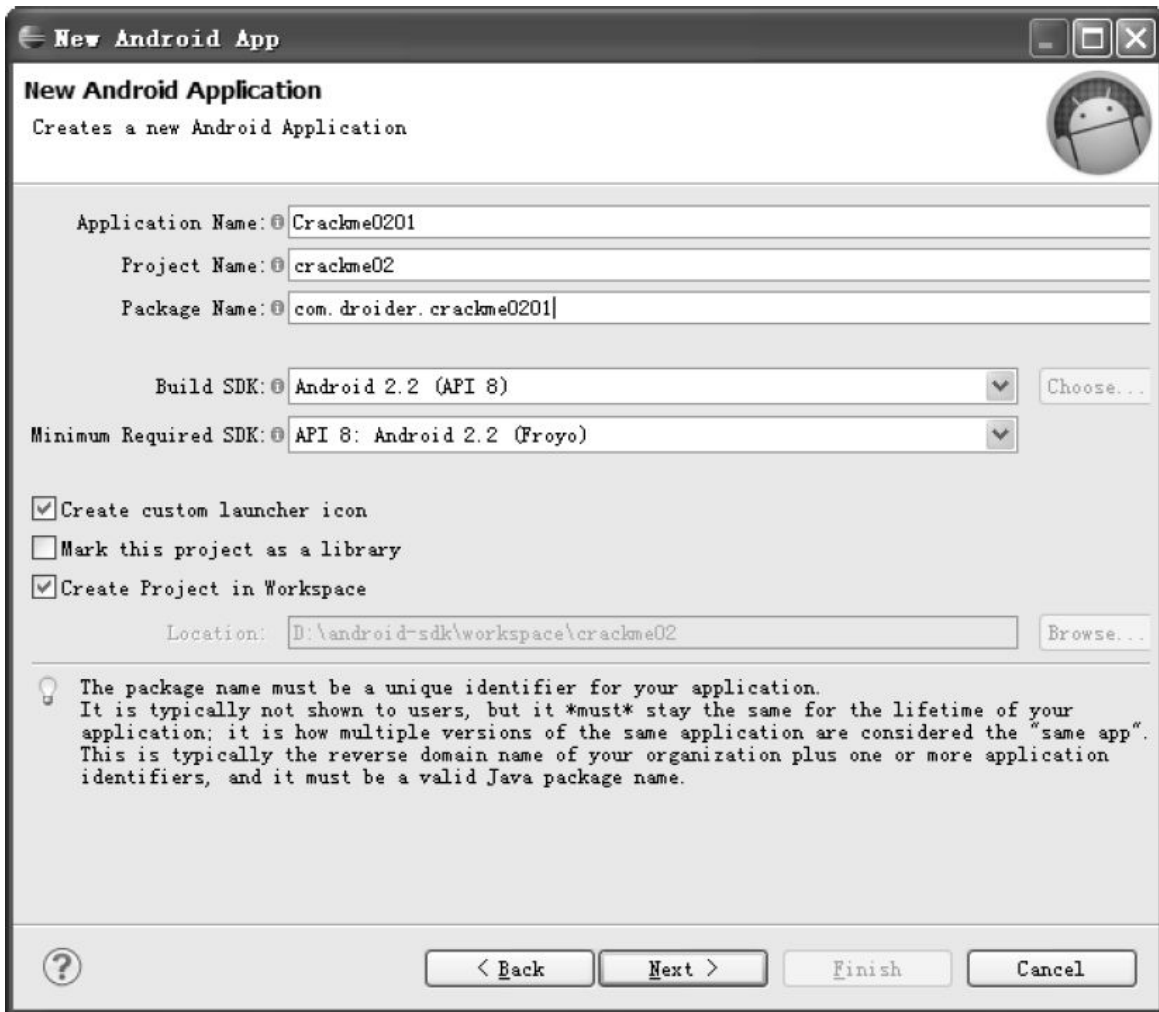 New Android App
New Android Application
Creates a new Android Application
Application Name: Crackme0201
Project Name: crackme02
Package Name: com.droider.crackme0201
Build SDK: Android 2.2 (API 8) Choose...
Minimum Required SDK: API 8: Android 2.2 (Froyo)
Create custom launcher icon
Mark this project as a library
Create Project in Workspace
Location: D:\android-sdk\workspace\crackme02 Browse...
The package name must be a unique identifier for your application.
It is typically not shown to users, but it *must* stay the same for the lifetime of your
application; it is how multiple versions of the same application are considered the "same app".
This is typically the reverse domain name of your organization plus one or more application
identifiers, and it must be a valid Java package name.
? < Back Next > Finish Cancel